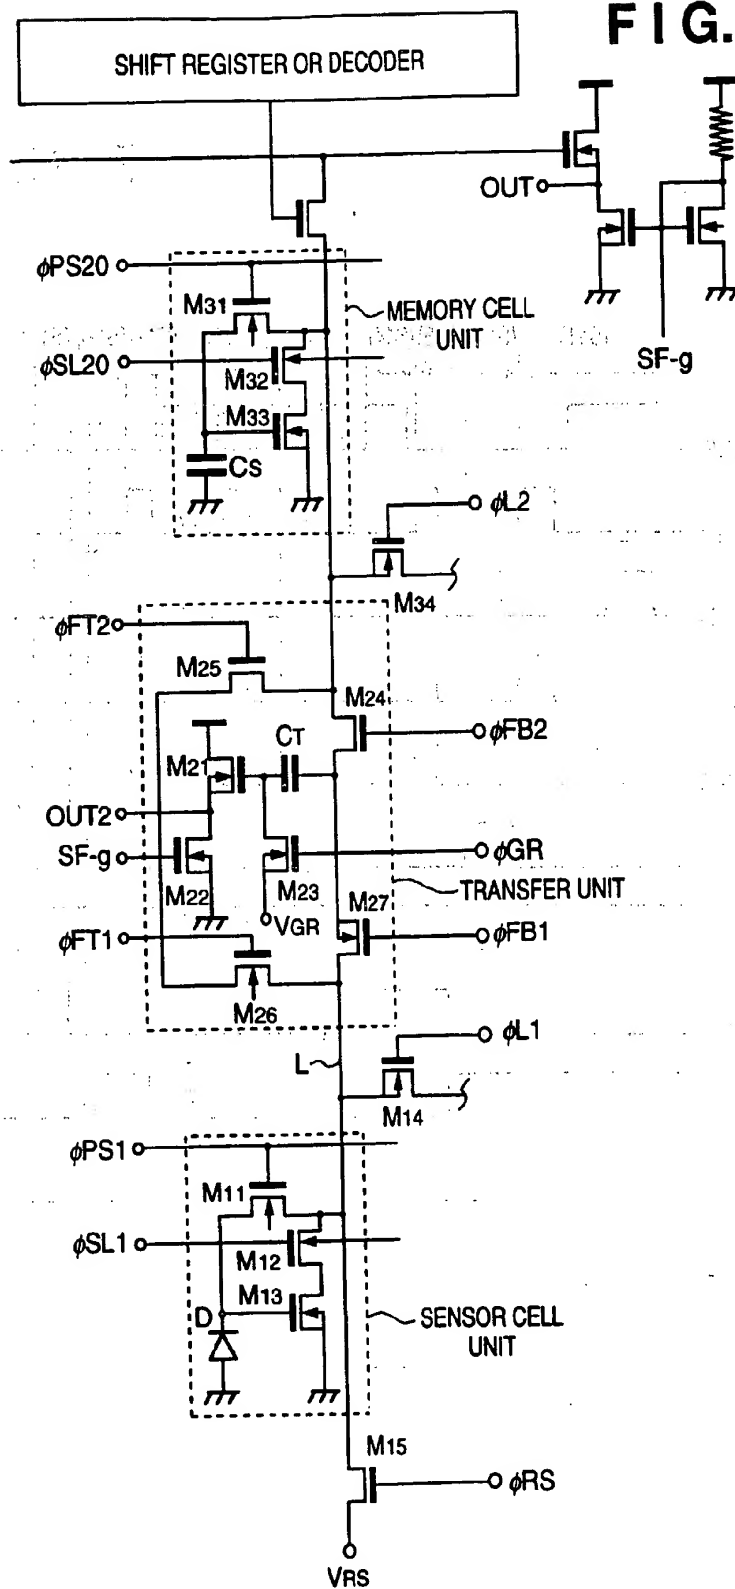 FIG.
SHIFT REGISTER OR DECODER
OUT
SF-g
ϕPS20
M31
MEMORY CELL
UNIT
ϕSL20
M32
M33
CS
ϕL2
M34
ϕFT2
M25
M24
CT
ϕFB2
M21
OUT2
SF-g
M22
M23
ϕGR
TRANSFER UNIT
M27
VGR
ϕFT1
ϕFB1
M26
L
ϕL1
M14
ϕPS1
M11
ϕSL1
M12
M13
D
SENSOR CELL
UNIT
M15
ϕRS
VRS